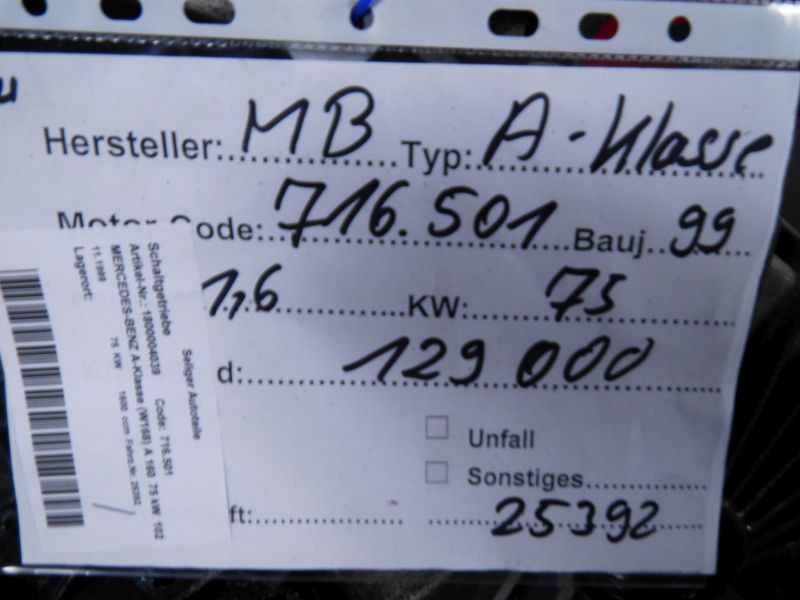 Hersteller: MB Typ: A-Klasse
Motor Code: 716.501 Bauj. 99
1,6 KW: 75
d: 129 000
Unfall
Sonstiges
ft: 25392
Seliger Autoteile
Schaltgetriebe Code: 716.501
Artikel-Nr.: 1800004039
MERCEDES-BENZ A-Klasse (W168) A 160 75 kW 102
75 KW 1600 ccm Fahrz.Nr. 25392
11.1999
Lagerort: